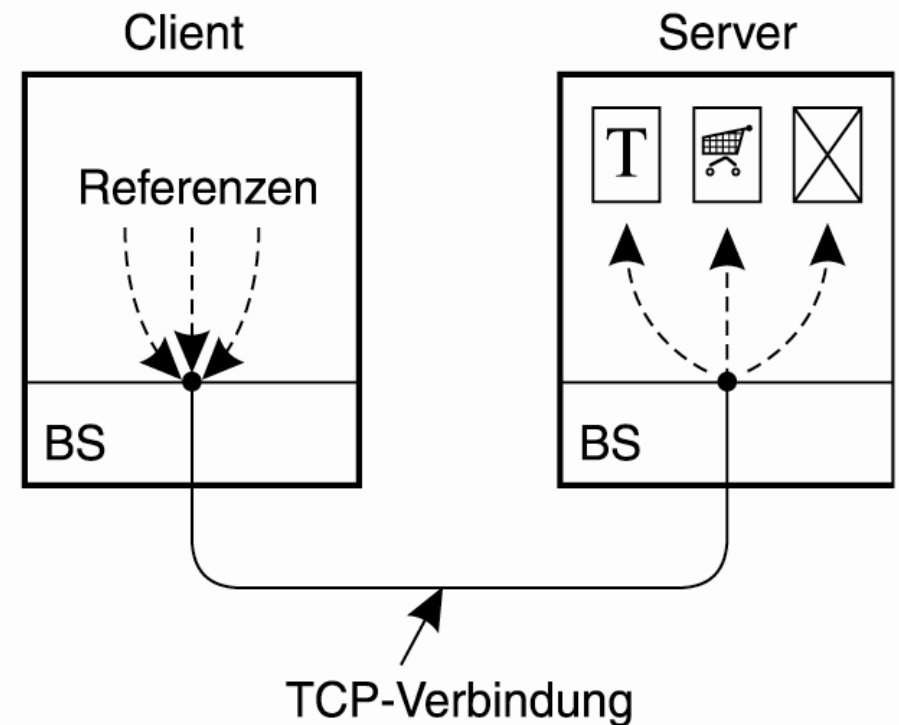 Client
Server
T
Referenzen
BS
BS
TCP-Verbindung